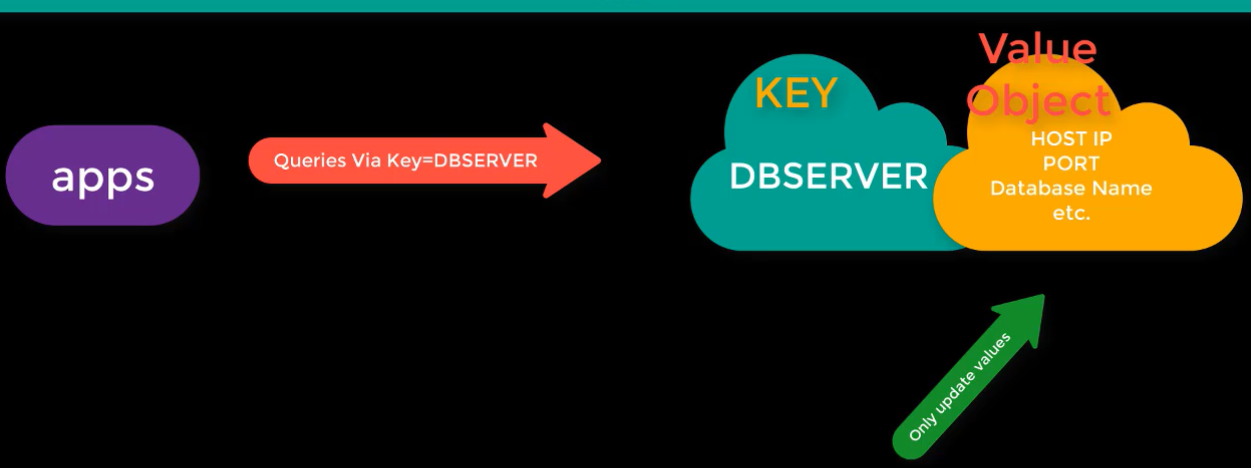 apps
Queries Via Key=DBSERVER
KEY
DBSERVER
Value
Object
HOST IP
PORT
Database Name
etc.
Only update values